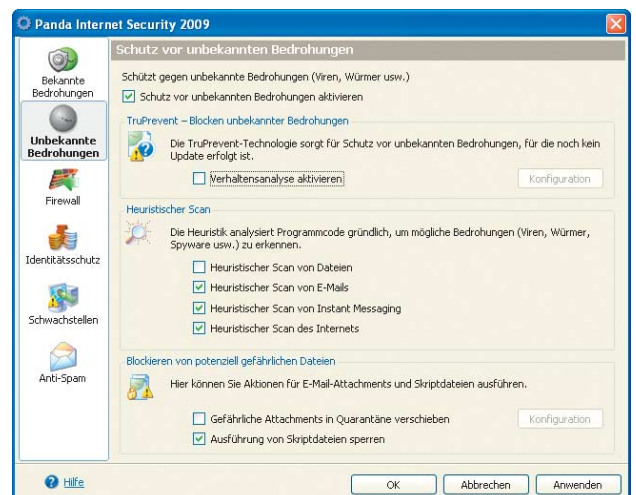 Panda Internet Security 2009
Bekannte
Bedrohungen
Unbekannte
Bedrohungen
Firewall
Identitätsschutz
Schwachstellen
Anti-Spam
Schutz vor unbekannten Bedrohungen
Schützt gegen unbekannte Bedrohungen (Viren, Würmer usw.)
Schutz vor unbekannten Bedrohungen aktivieren
TruPrevent – Blocken unbekannter Bedrohungen
Die TruPrevent-Technologie sorgt für Schutz vor unbekannten Bedrohungen, für die noch kein
Update erfolgt ist.
Verhaltensanalyse aktivieren
Konfiguration
Heuristischer Scan
Die Heuristik analysiert Programmcode gründlich, um mögliche Bedrohungen (Viren, Würmer,
Spyware usw.) zu erkennen.
Heuristischer Scan von Dateien
Heuristischer Scan von E-Mails
Heuristischer Scan von Instant Messaging
Heuristischer Scan des Internets
Blockieren von potenziell gefährlichen Dateien
Hier können Sie Aktionen für E-Mail-Attachments und Skriptdateien ausführen.
Gefährliche Attachments in Quarantäne verschieben
Konfiguration
Ausführung von Skriptdateien sperren
Hilfe
OK
Abbrechen
Anwenden